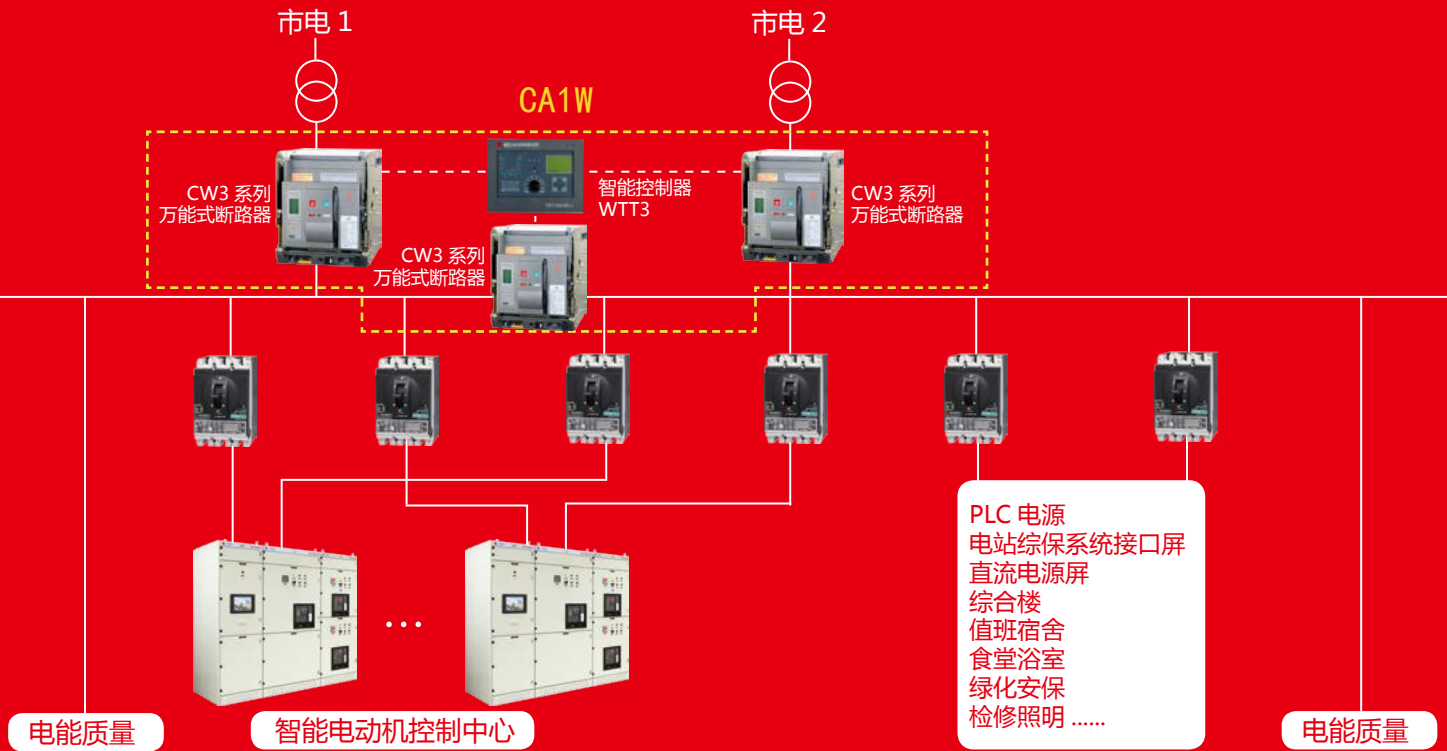 市电 1
市电 2
CA1W
CW3 系列
万能式断路器
智能控制器
WTT3
CW3 系列
万能式断路器
CW3 系列
万能式断路器
PLC 电源
电站综保系统接口屏
直流电源屏
综合楼
值班宿舍
食堂浴室
绿化安保
检修照明 ......
...
电能质量
智能电动机控制中心
电能质量